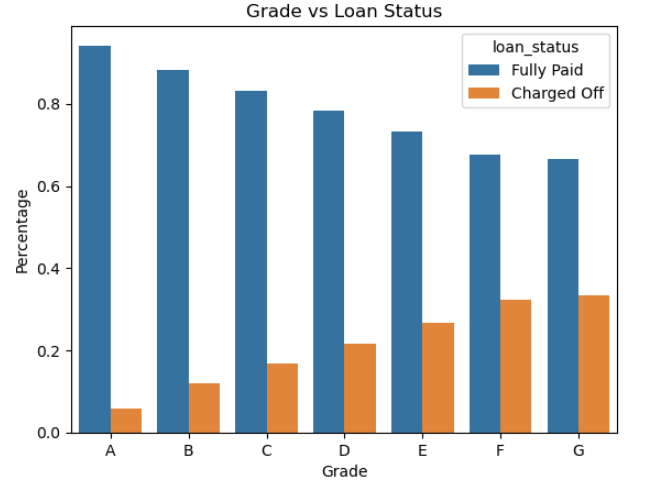 Grade vs Loan Status
loan_status
Fully Paid
Charged Off
Percentage
0.8
0.6
0.4
0.2
0.0
A B C D E F G
Grade